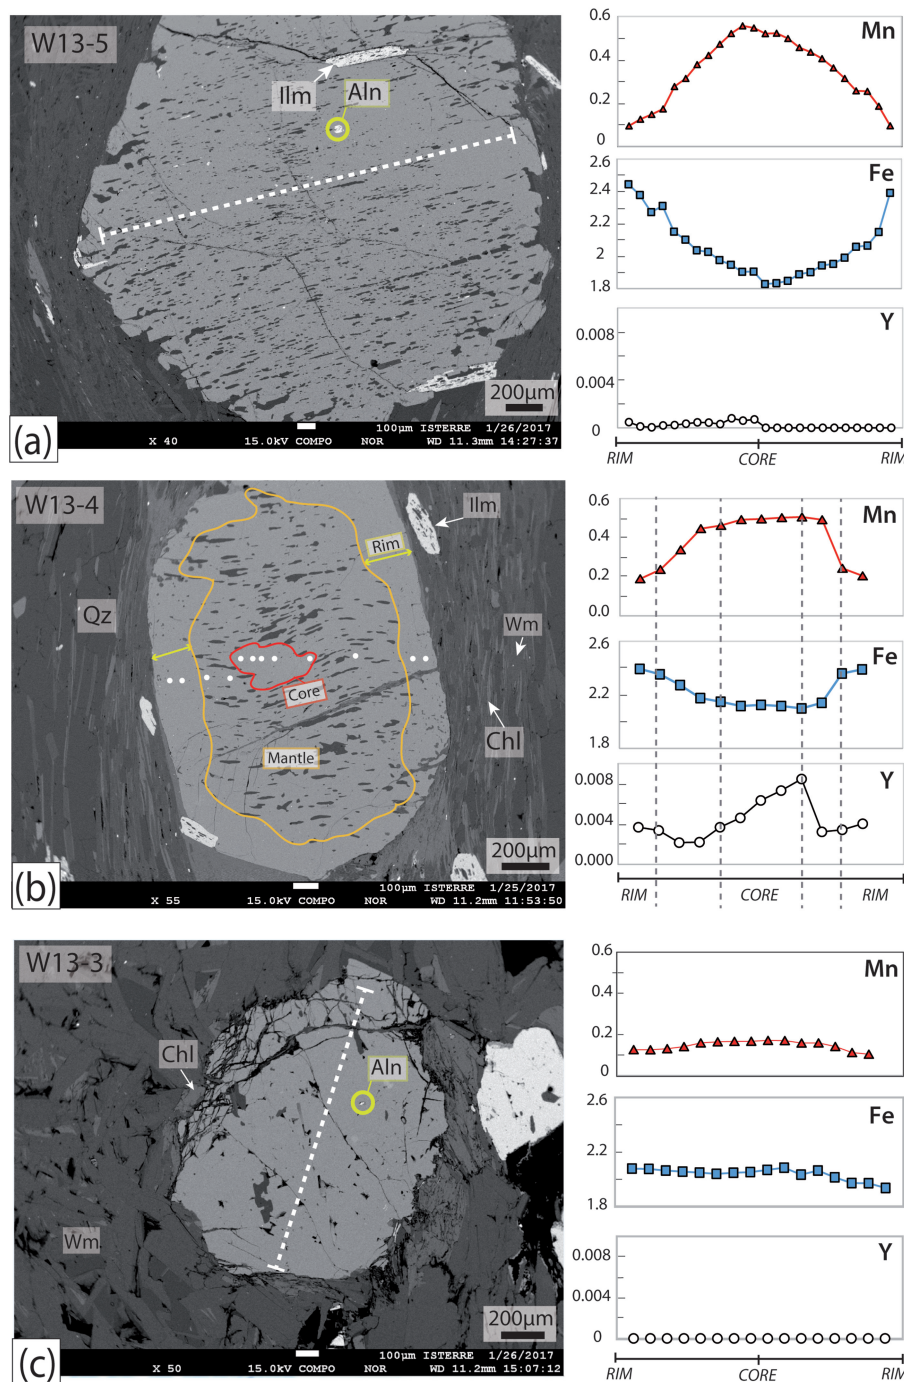 W13-5
Ilm
Aln
200µm
(a)
100µm ISTERRE 1/26/2017
X 40 15.0kV COMPO NOR WD 11.3mm 14:27:37
Mn
0.6
0.4
0.2
0
Fe
2.6
2.4
2.2
2
1.8
Y
0.008
0.004
0
RIM CORE RIM
W13-4
Ilm
Rim
Qz
Wm
Core
Chl
Mantle
200µm
(b)
100µm ISTERRE 1/25/2017
X 55 15.0kV COMPO NOR WD 11.2mm 11:53:50
Mn
0.6
0.4
0.2
0.0
Fe
2.6
2.2
1.8
Y
0.008
0.004
0.000
RIM CORE RIM
W13-3
Chl
Aln
Wm
200µm
(c)
100µm ISTERRE 1/26/2017
X 50 15.0kV COMPO NOR WD 11.2mm 15:07:12
Mn
0.6
0.4
0.2
0
Fe
2.6
2.2
1.8
Y
0.008
0.004
0
RIM CORE RIM